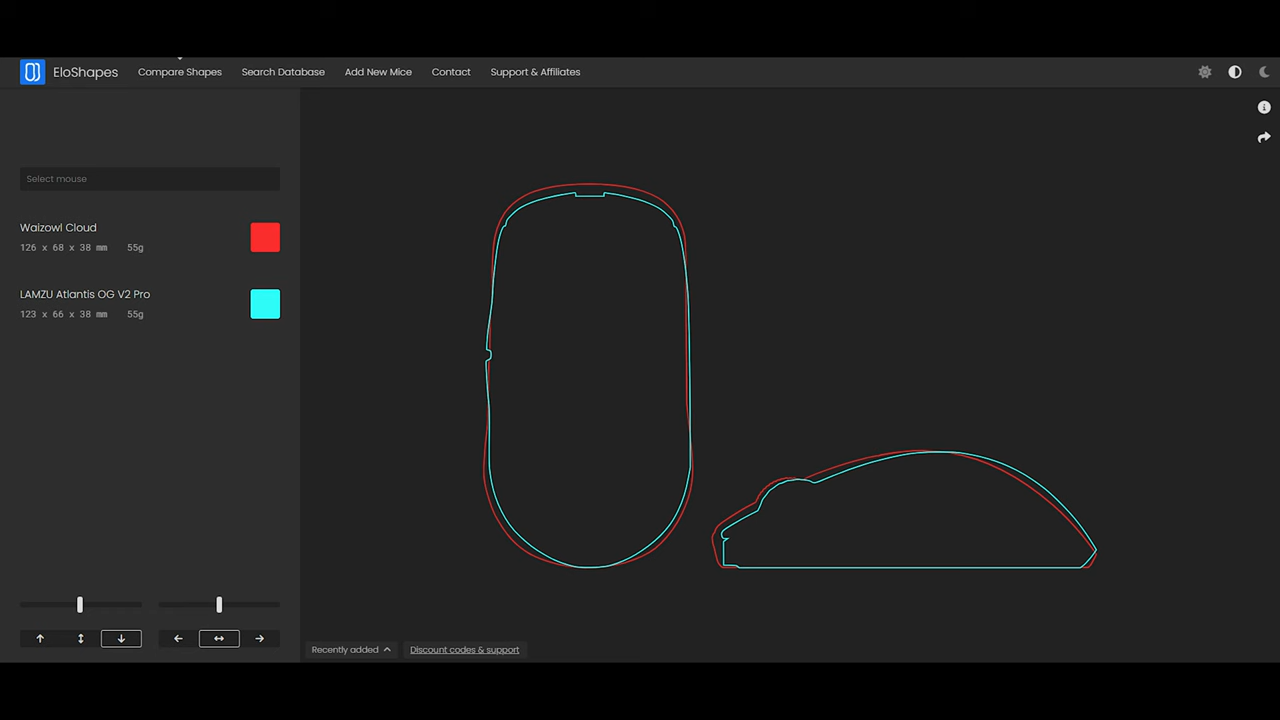 EloShapes Compare Shapes Search Database Add New Mice Contact Support & Affiliates
Select mouse
Waizowl Cloud
126 x 68 x 38 mm 55g
LAMZU Atlantis OG V2 Pro
123 x 66 x 38 mm 55g
Recently added Discount codes & support